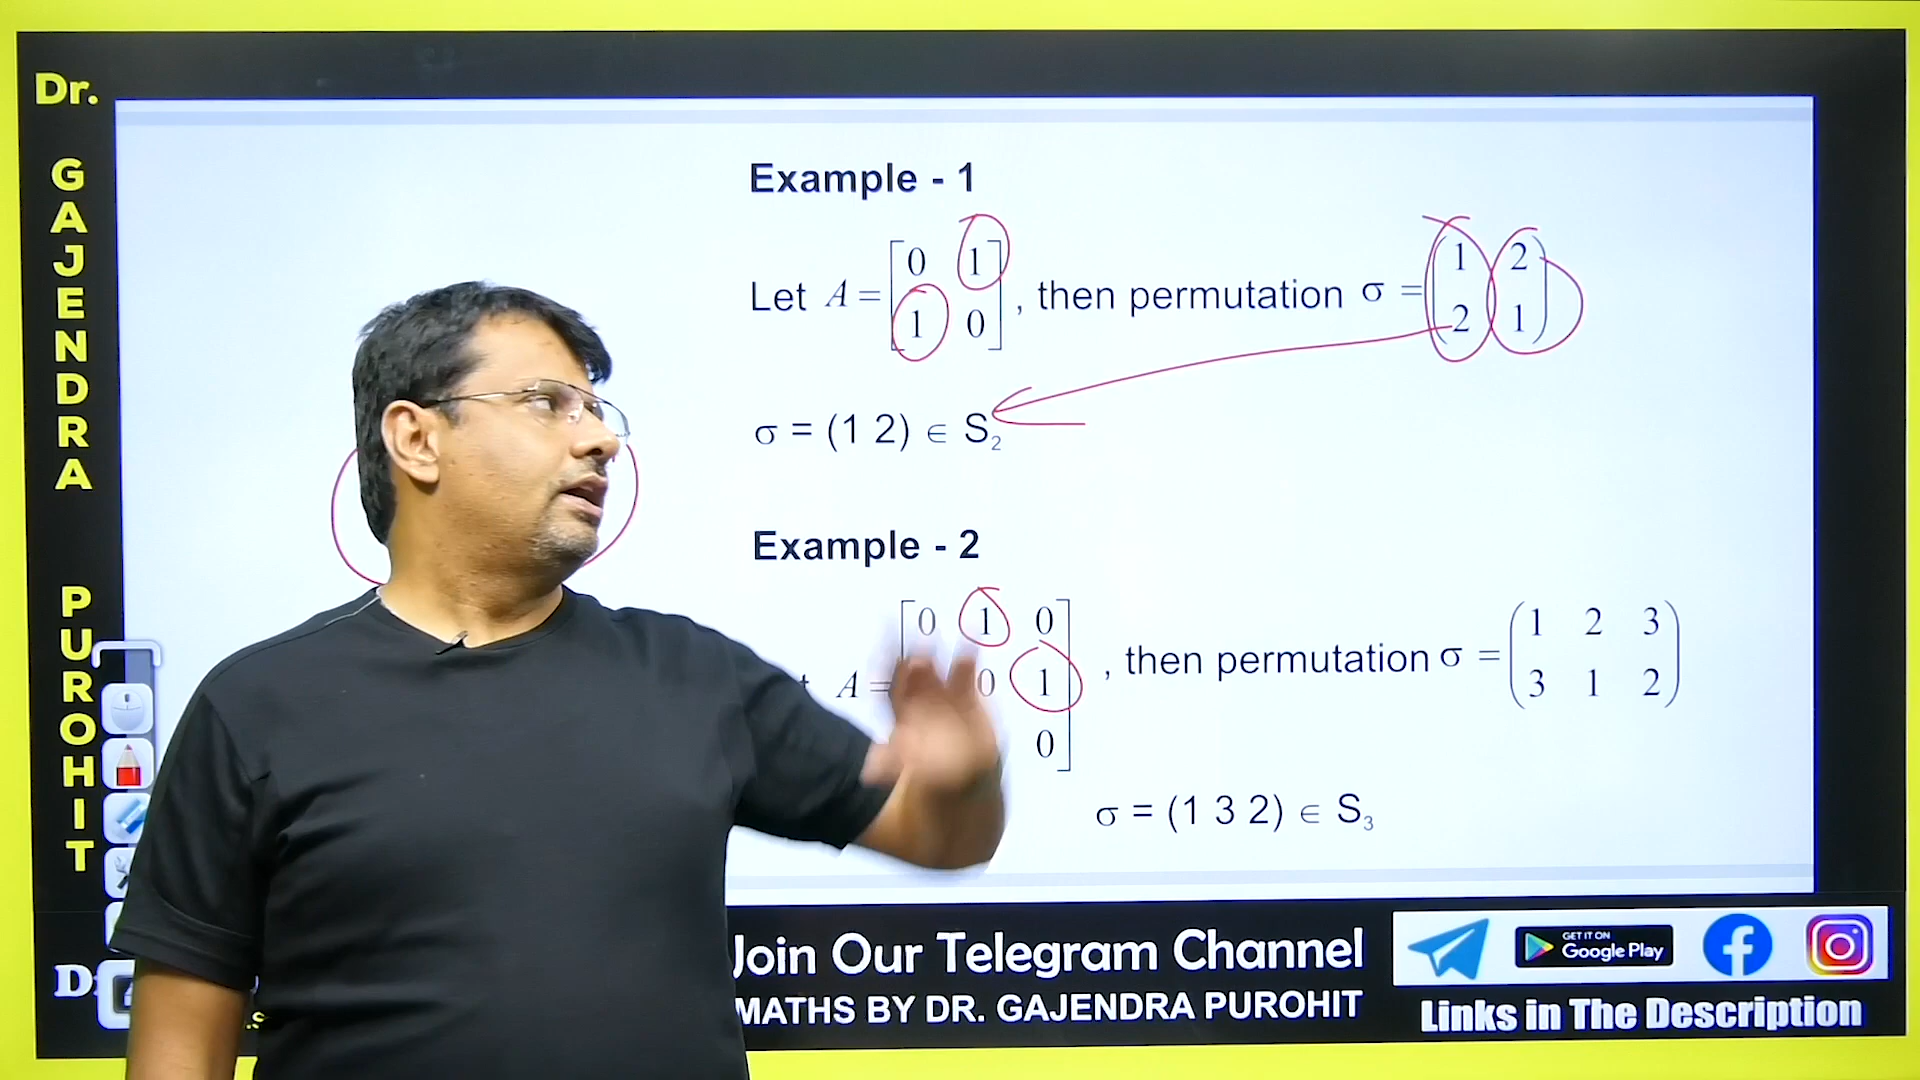 Dr.
GAJENDRA
PUROHIT
Example - 1
Let A = [0 1
1 0], then permutation σ = (1 2
2 1)
σ = (1 2) ∈ S₂
Example - 2
A = [0 1 0
0 1
0], then permutation σ = (1 2 3
3 1 2)
σ = (1 3 2) ∈ S₃
Join Our Telegram Channel
MATHS BY DR. GAJENDRA PUROHIT
GET IT ON
Google Play
Links in The Description